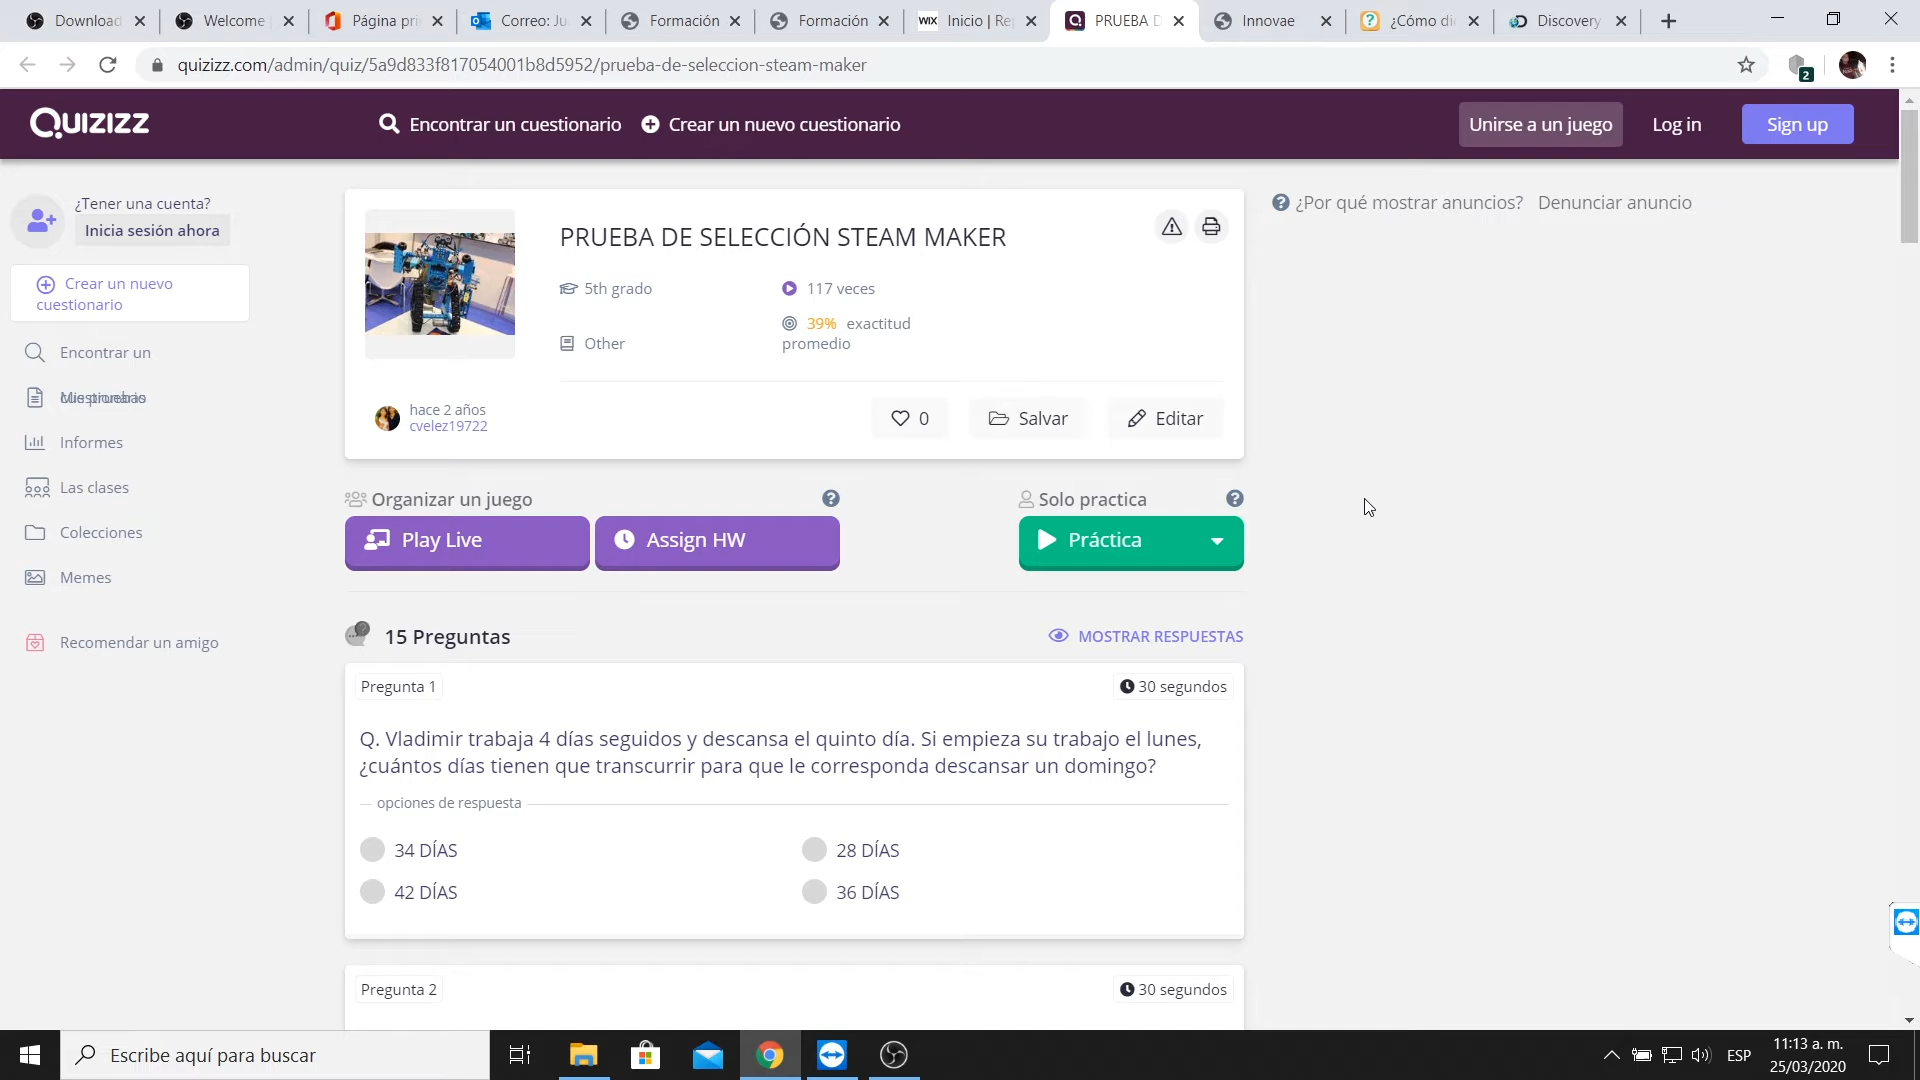 Download
Welcome
Página pri
Correo: Ju
Formación
Formación
WIX Inicio | Re
PRUEBA D
Innovae
¿Cómo di
Discovery
quizizz.com/admin/quiz/5a9d833f817054001b8d5952/prueba-de-seleccion-steam-maker
2
QUIZIZZ
Encontrar un cuestionario
Crear un nuevo cuestionario
Unirse a un juego
Log in
Sign up
¿Tener una cuenta?
Inicia sesión ahora
Crear un nuevo
cuestionario
Encontrar un
cuestionario
Mis pruebas
Informes
Las clases
Colecciones
Memes
Recomendar un amigo
PRUEBA DE SELECCIÓN STEAM MAKER
5th grado
117 veces
39% exactitud
promedio
Other
hace 2 años
cvelez19722
0
Salvar
Editar
¿Por qué mostrar anuncios?
Denunciar anuncio
Organizar un juego
Solo practica
Play Live
Assign HW
Práctica
15 Preguntas
MOSTRAR RESPUESTAS
Pregunta 1
30 segundos
Q. Vladimir trabaja 4 días seguidos y descansa el quinto día. Si empieza su trabajo el lunes,
¿cuántos días tienen que transcurrir para que le corresponda descansar un domingo?
opciones de respuesta
34 DÍAS
28 DÍAS
42 DÍAS
36 DÍAS
Pregunta 2
30 segundos
Escribe aquí para buscar
ESP
11:13 a. m.
25/03/2020